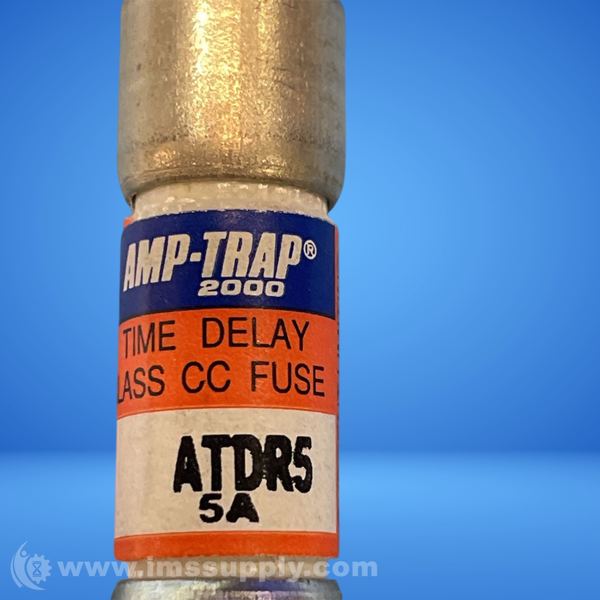 AMP-TRAP®
2000
TIME DELAY
LASS CC FUSE
ATDR5
5A
www.imssupply.com